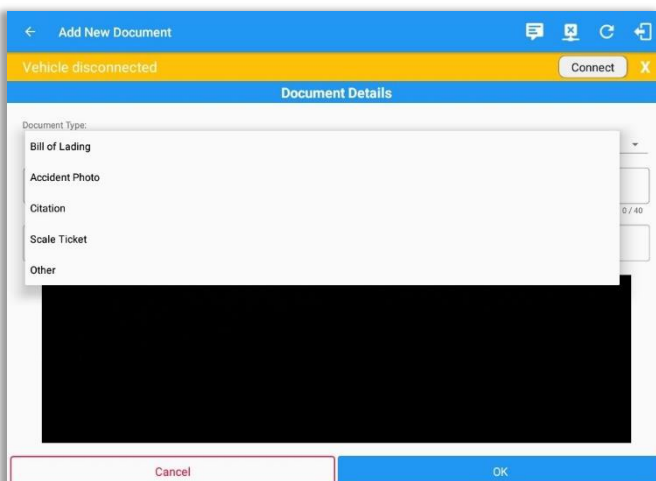 Add New Document
Vehicle disconnected
Connect X
Document Details
Document Type:
Bill of Lading
Accident Photo
Citation
0 / 40
Scale Ticket
Other
Cancel
OK